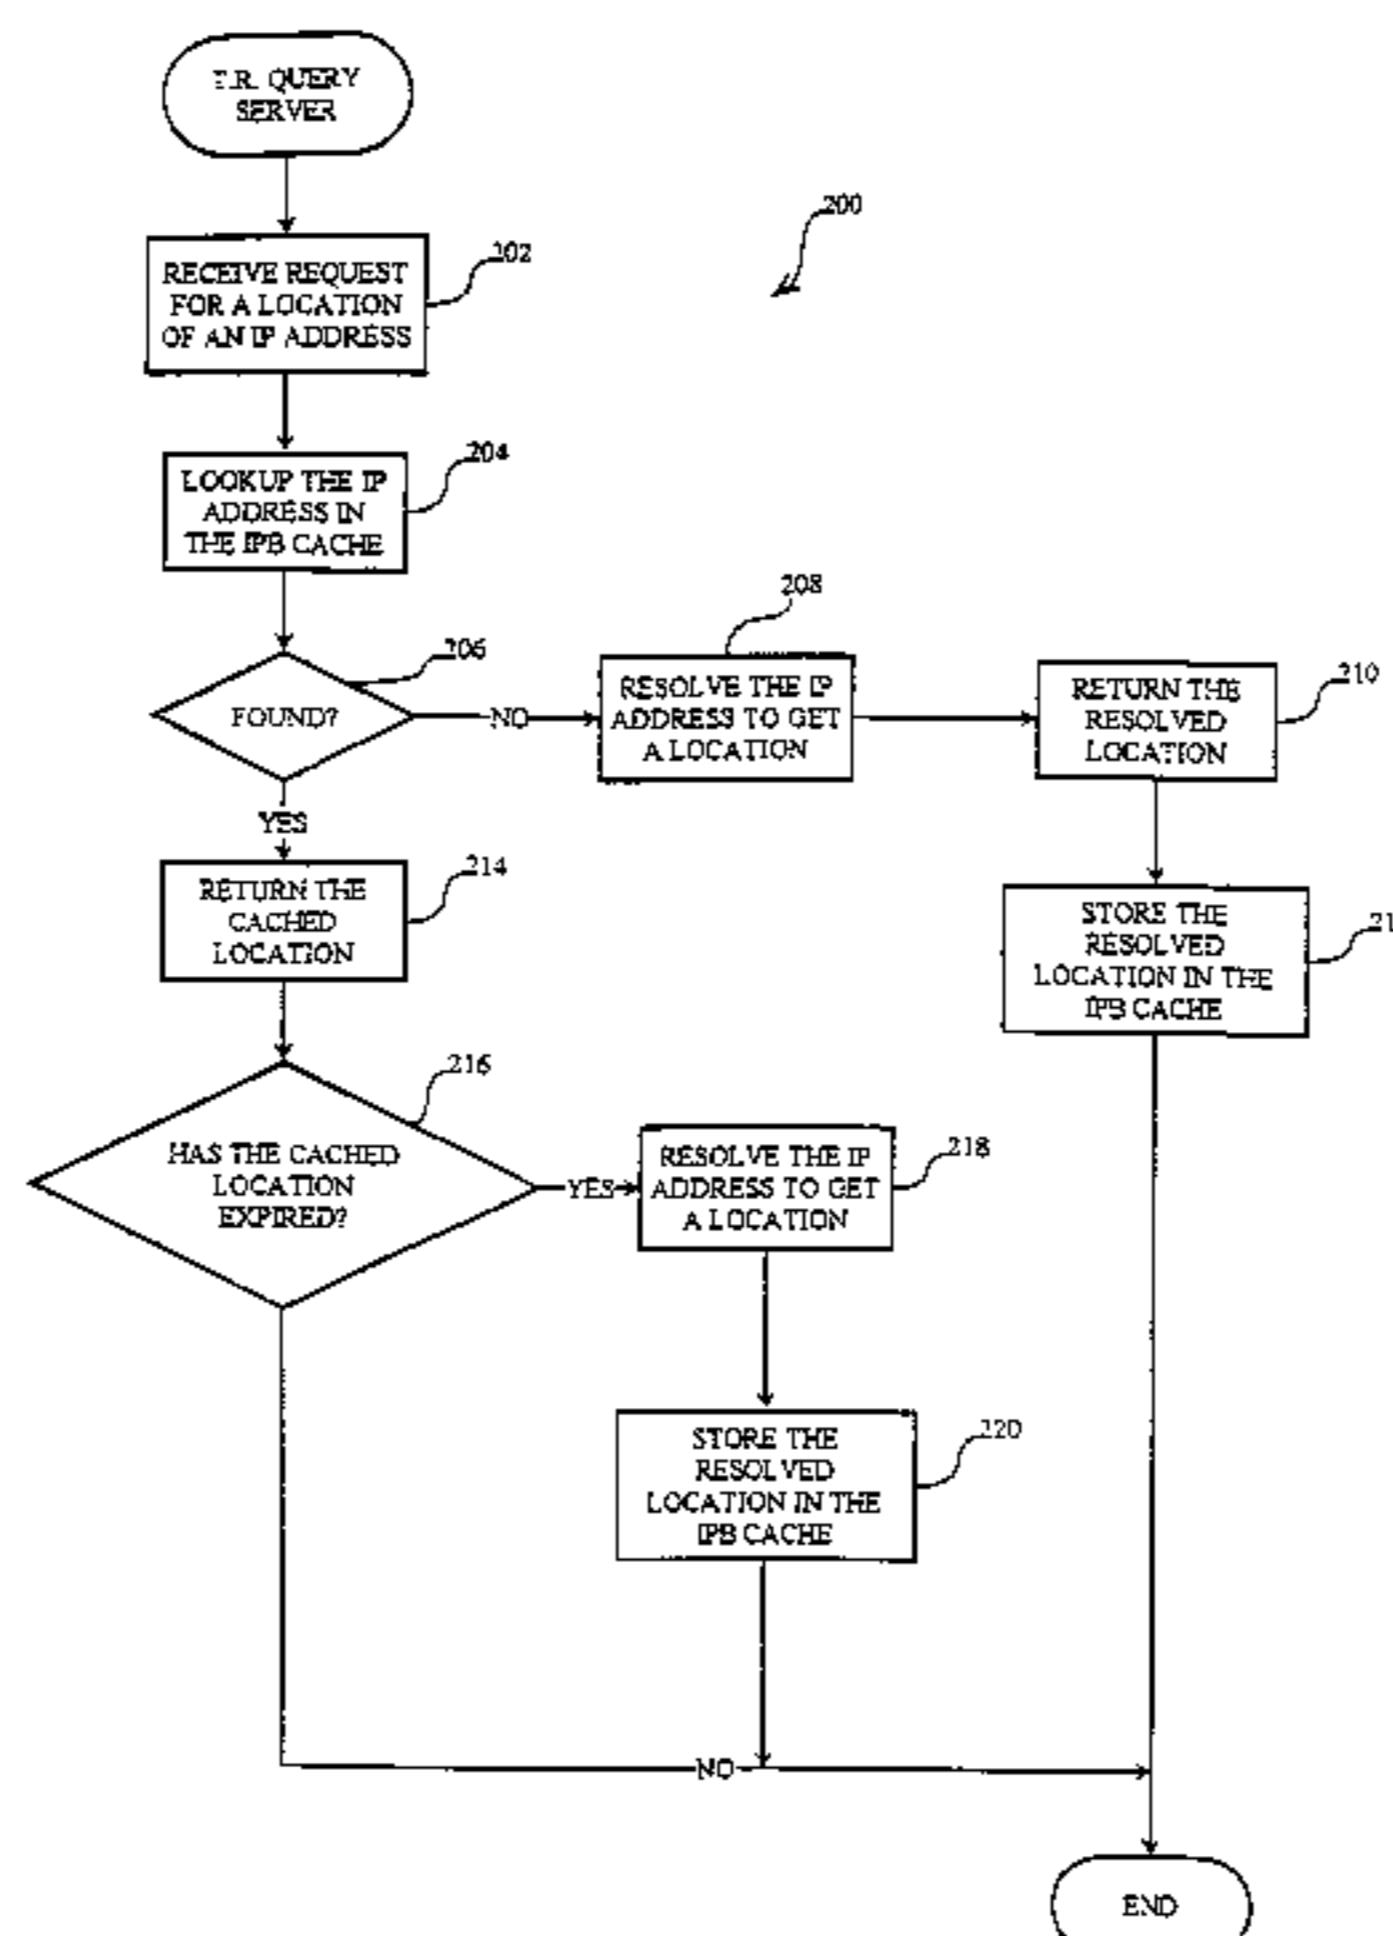 QUERY
SERVER
200
RECEIVE REQUEST
FOR A LOCATION
OF AN IP ADDRESS
202
LOOKUP THE IP
ADDRESS IN
THE IPB CACHE
204
FOUND?
206
NO
RESOLVE THE IP
ADDRESS TO GET
A LOCATION
208
RETURN THE
RESOLVED
LOCATION
210
YES
RETURN THE
CACHED
LOCATION
214
STORE THE
RESOLVED
LOCATION IN THE
IPB CACHE
21
HAS THE CACHED
LOCATION
EXPIRED?
216
YES
RESOLVE THE IP
ADDRESS TO GET
A LOCATION
218
STORE THE
RESOLVED
LOCATION IN THE
IPB CACHE
220
NO
END